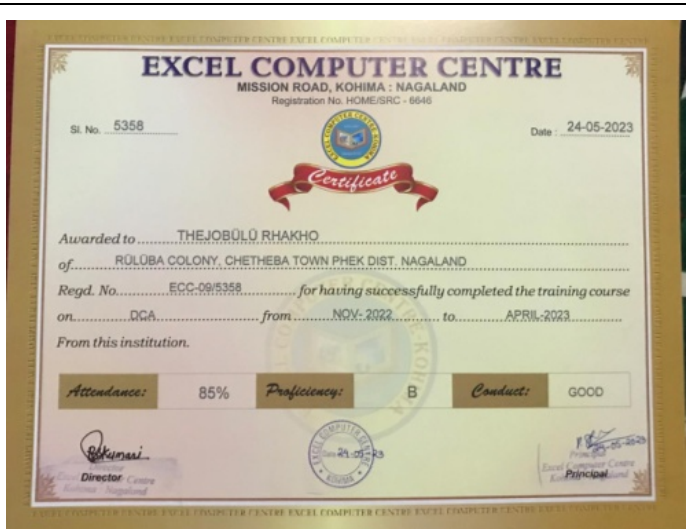 EXCEL COMPUTER CENTRE
MISSION ROAD, KOHIMA : NAGALAND
Registration No. HOME/SRC - 6646
Sl. No. 5358
Date : 24-05-2023
Certificate
Awarded to THEJOBÜLÜ RHAKHO
of RÜLÜBA COLONY, CHETHEBA TOWN PHEK DIST. NAGALAND
Regd. No. ECC-09/5358 for having successfully completed the training course
on DCA from NOV- 2022 to APRIL-2023
From this institution.
Attendance: 85% Proficiency: B Conduct: GOOD
Director
Principal